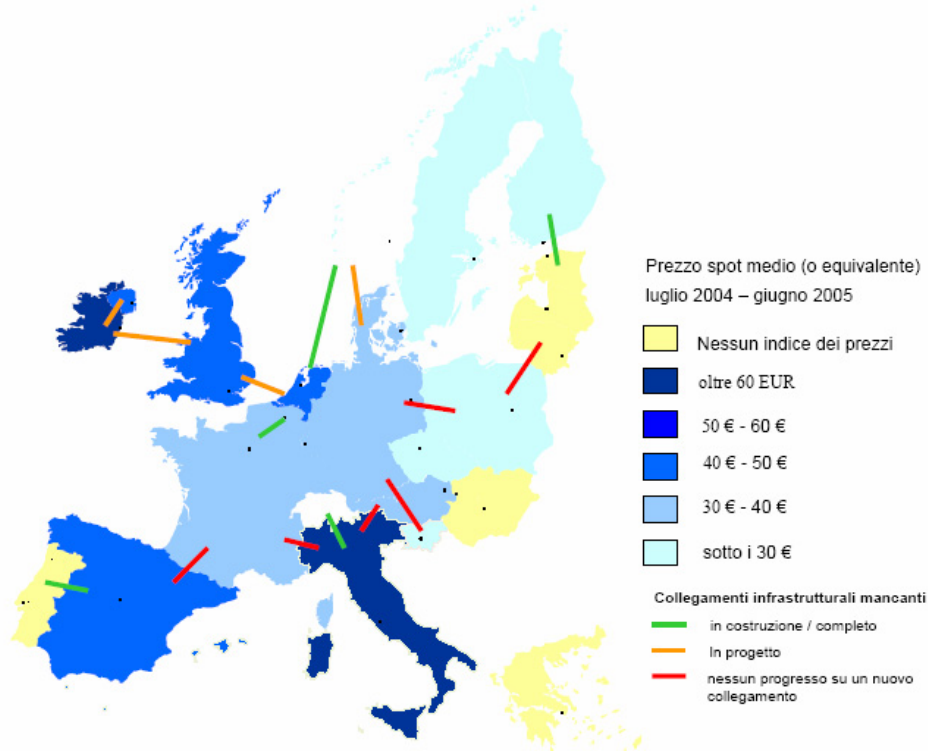 Prezzo spot medio (o equivalente)
luglio 2004 – giugno 2005
Nessun indice dei prezzi
oltre 60 EUR
50 € - 60 €
40 € - 50 €
30 € - 40 €
sotto i 30 €
Collegamenti infrastrutturali mancanti
in costruzione / completo
In progetto
nessun progresso su un nuovo
collegamento